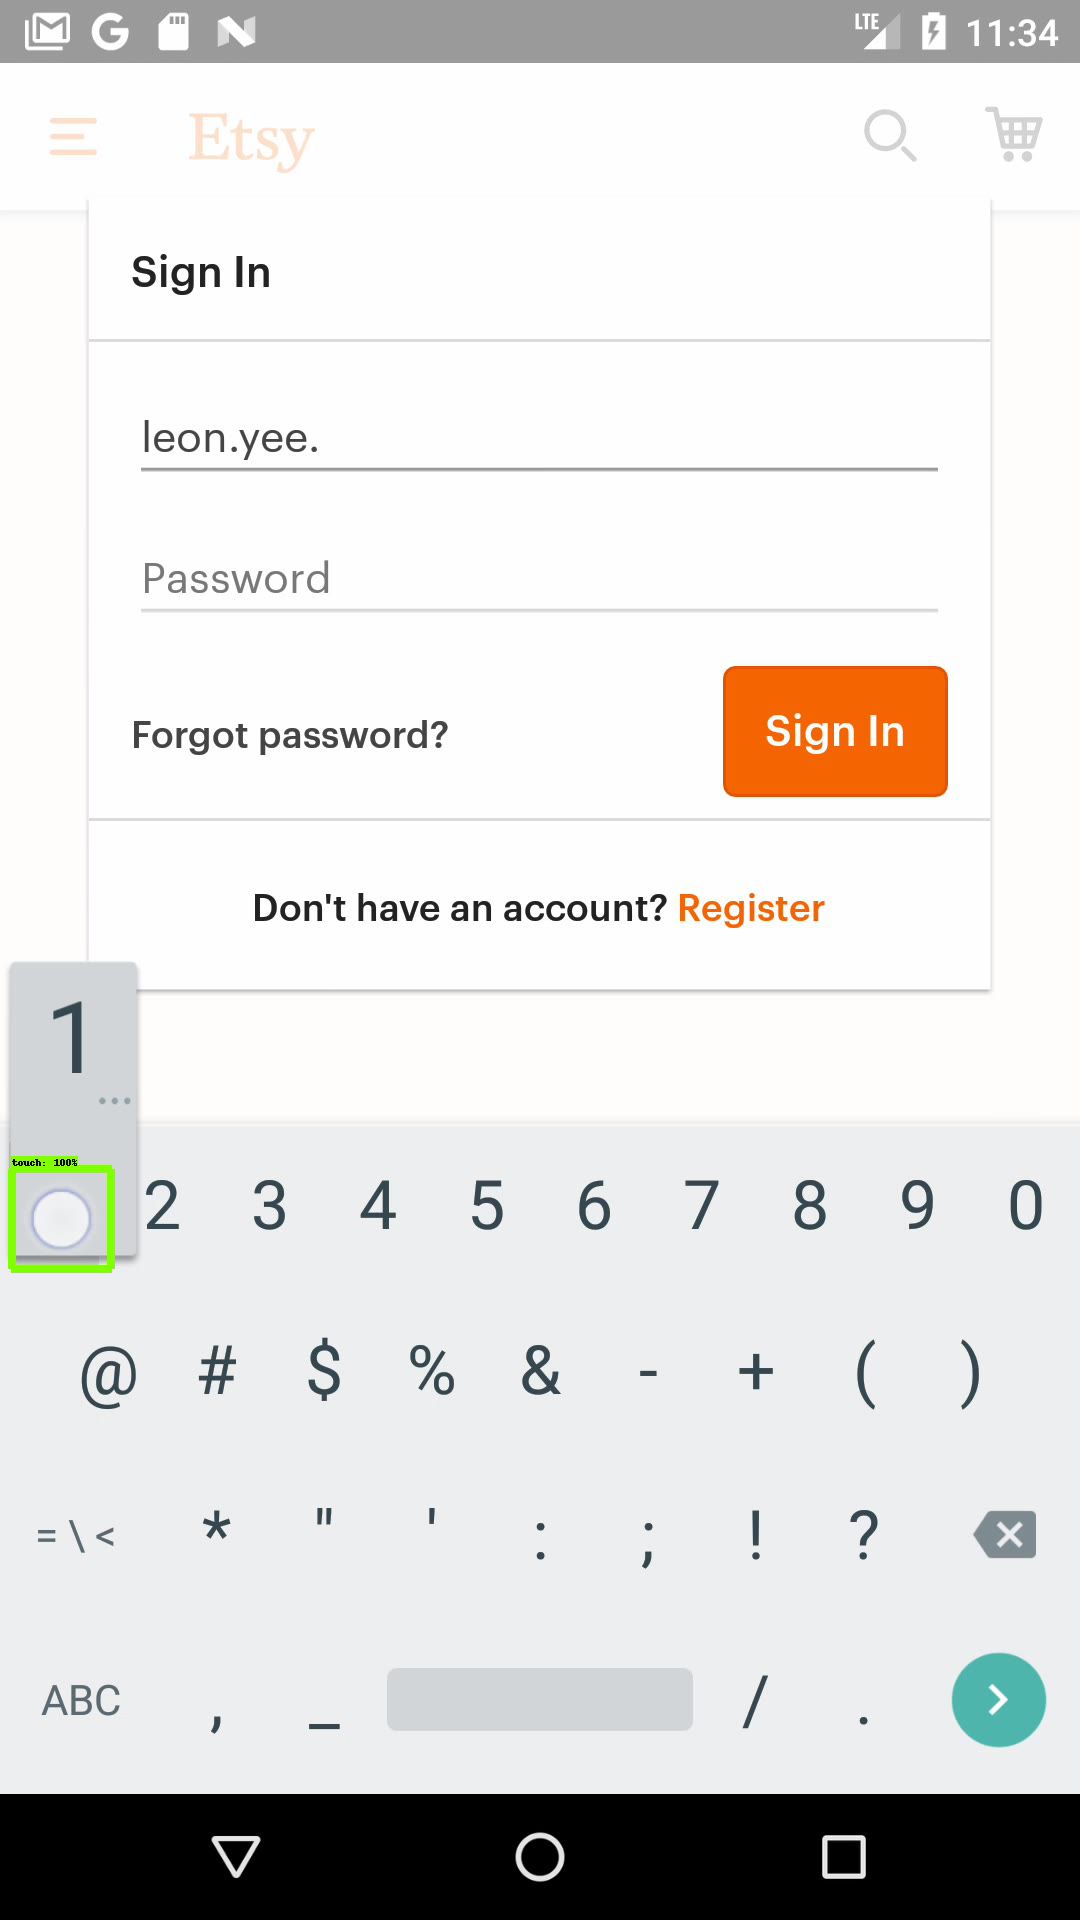 LTE 11:34
Etsy
Sign In
leon.yee.
Password
Forgot password?
Sign In
Don't have an account? Register
1
...
touch: 100%
2 3 4 5 6 7 8 9 0
@ # $ % & - + ( )
= \ < * " ' : ; ! ?
ABC , _ / .